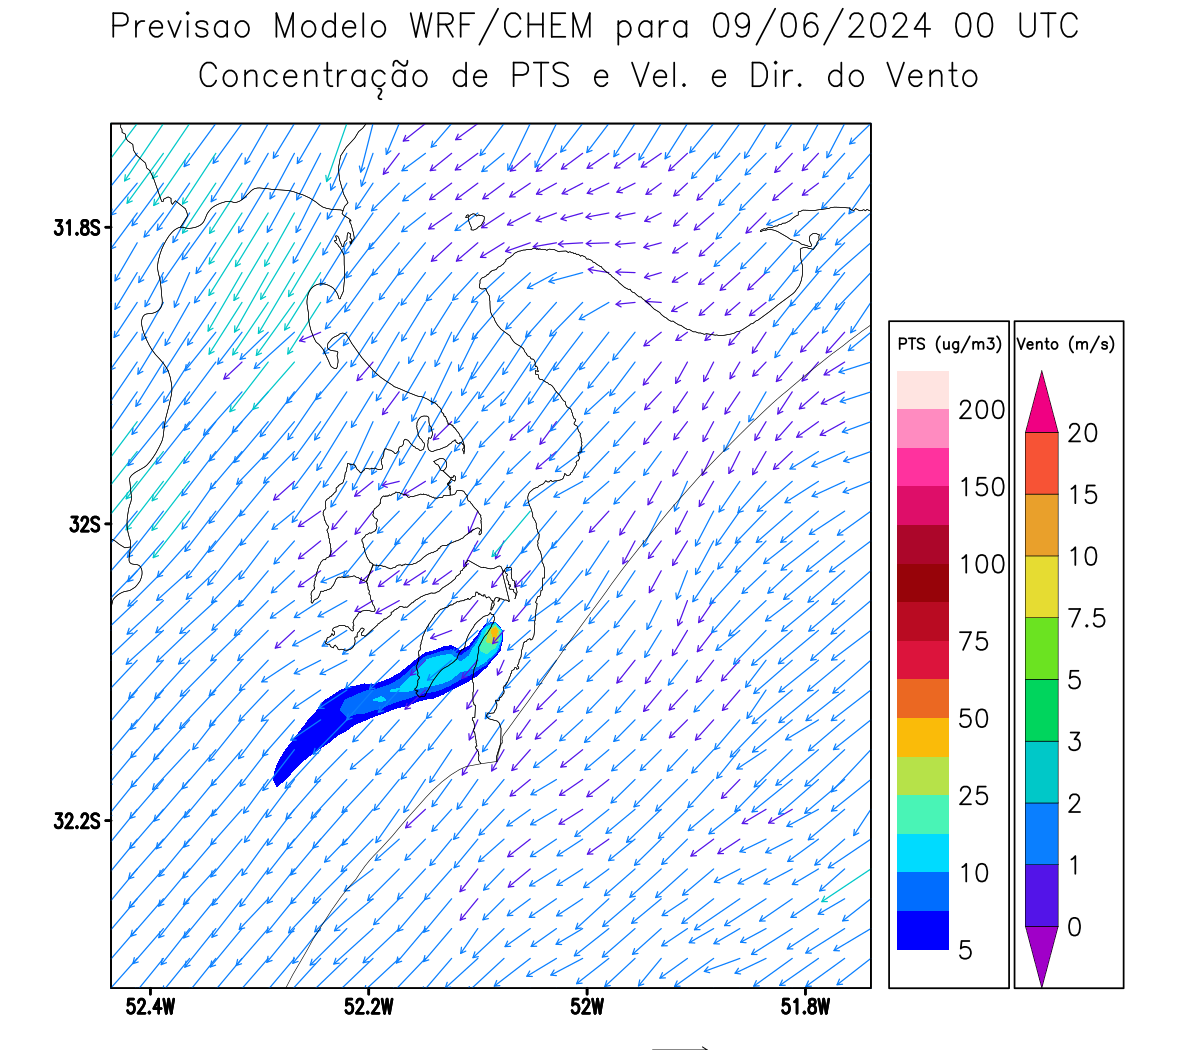 Previsao Modelo WRF/CHEM para 09/06/2024 00 UTC
Concentração de PTS e Vel. e Dir. do Vento
31.8S
32S
32.2S
52.4W
52.2W
52W
51.8W
PTS (ug/m3)
200
150
100
75
50
25
10
5
Vento (m/s)
20
15
10
7.5
5
3
2
1
0